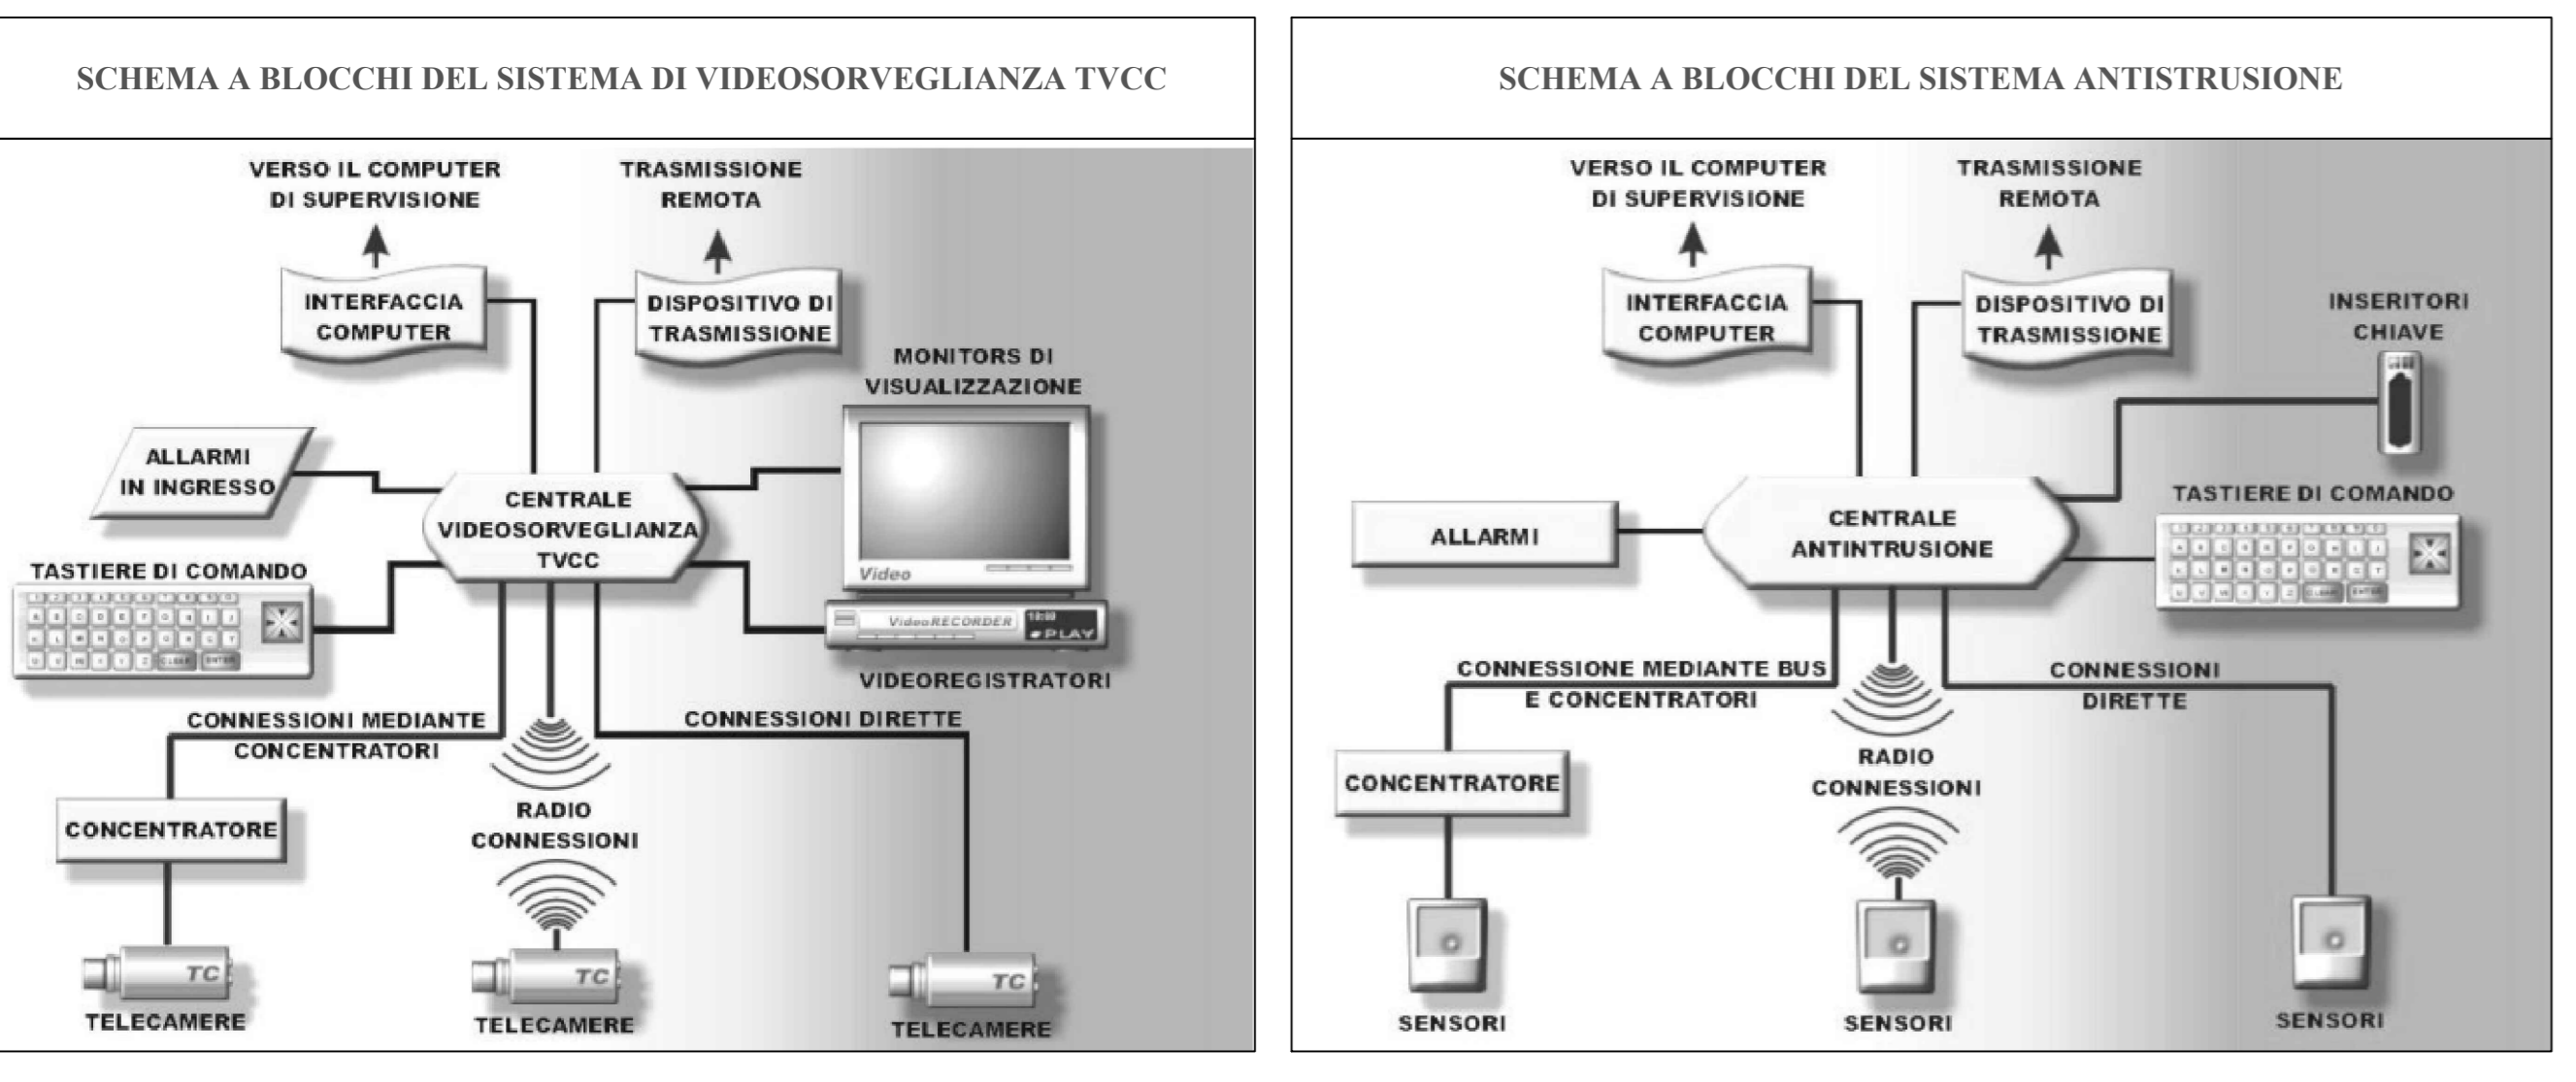 SCHEMA A BLOCCHI DEL SISTEMA DI VIDEOSORVEGLIANZA TVCC
VERSO IL COMPUTER
DI SUPERVISIONE
TRASMISSIONE
REMOTA
INTERFACCIA
COMPUTER
DISPOSITIVO DI
TRASMISSIONE
MONITORS DI
VISUALIZZAZIONE
ALLARMI
IN INGRESSO
CENTRALE
VIDEOSORVEGLIANZA
TVCC
Video
TASTIERE DI COMANDO
CLEAR ENTER
VideoRECORDER
PLAY
VIDEOREGISTRATORI
CONNESSIONI MEDIANTE
CONCENTRATORI
CONNESSIONI DIRETTE
RADIO
CONNESSIONI
CONCENTRATORE
TC
TC
TC
TELECAMERE
TELECAMERE
TELECAMERE
SCHEMA A BLOCCHI DEL SISTEMA ANTISTRUSIONE
VERSO IL COMPUTER
DI SUPERVISIONE
TRASMISSIONE
REMOTA
INTERFACCIA
COMPUTER
DISPOSITIVO DI
TRASMISSIONE
INSERITORI
CHIAVE
ALLARMI
CENTRALE
ANTINTRUSIONE
TASTIERE DI COMANDO
CLEAR ENTER
CONNESSIONE MEDIANTE BUS
E CONCENTRATORI
CONNESSIONI
DIRETTE
RADIO
CONNESSIONI
CONCENTRATORE
SENSORI
SENSORI
SENSORI